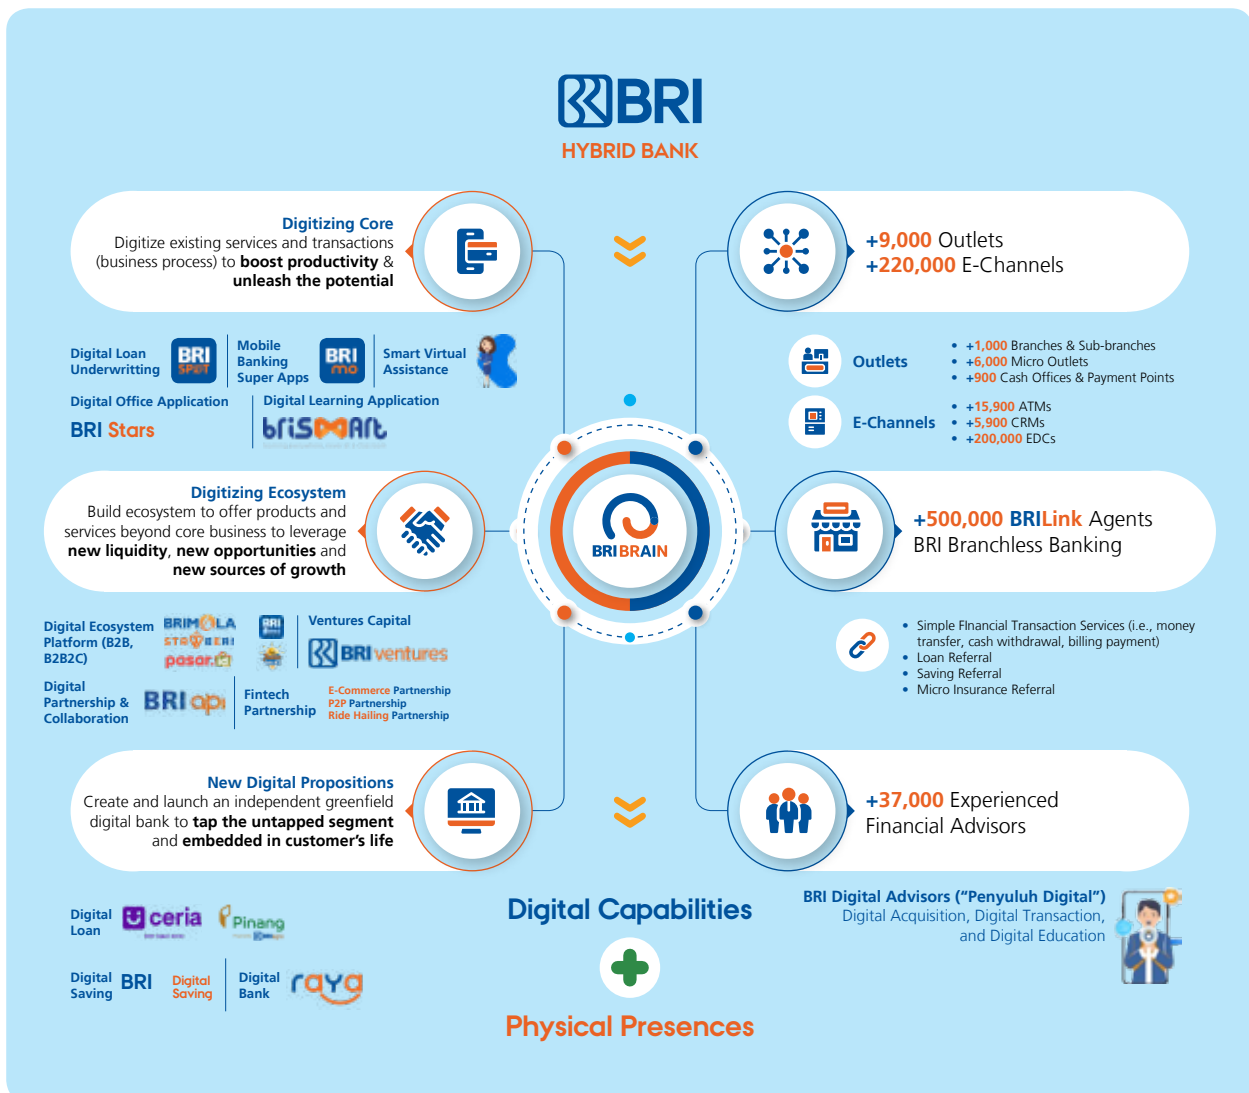 BRI
HYBRID BANK
Digitizing Core
Digitize existing services and transactions
(business process) to boost productivity &
unleash the potential
Digital Loan
Underwritting
BRI
SPOT
Mobile
Banking
Super Apps
BRI
mo
Smart Virtual
Assistance
Digital Office Application
BRI Stars
Digital Learning Application
brismart
Digitizing Ecosystem
Build ecosystem to offer products and
services beyond core business to leverage
new liquidity, new opportunities and
new sources of growth
Digital Ecosystem
Platform (B2B,
B2B2C)
BRIMOLA
STROBERI
pasar.id
BRI
Ventures Capital
BRI ventures
Digital
Partnership &
Collaboration
BRI api
Fintech
Partnership
E-Commerce Partnership
P2P Partnership
Ride Hailing Partnership
New Digital Propositions
Create and launch an independent greenfield
digital bank to tap the untapped segment
and embedded in customer's life
Digital
Loan
ceria
Pinang
Digital
Saving
BRI
Digital
Saving
Digital
Bank
raya
BRIBRAIN
+9,000 Outlets
+220,000 E-Channels
Outlets
• +1,000 Branches & Sub-branches
• +6,000 Micro Outlets
• +900 Cash Offices & Payment Points
E-Channels
• +15,900 ATMs
• +5,900 CRMs
• +200,000 EDCs
+500,000 BRILink Agents
BRI Branchless Banking
• Simple FInancial Transaction Services (i.e., money
transfer, cash withdrawal, billing payment)
• Loan Referral
• Saving Referral
• Micro Insurance Referral
+37,000 Experienced
Financial Advisors
BRI Digital Advisors ("Penyuluh Digital")
Digital Acquisition, Digital Transaction,
and Digital Education
Digital Capabilities
Physical Presences